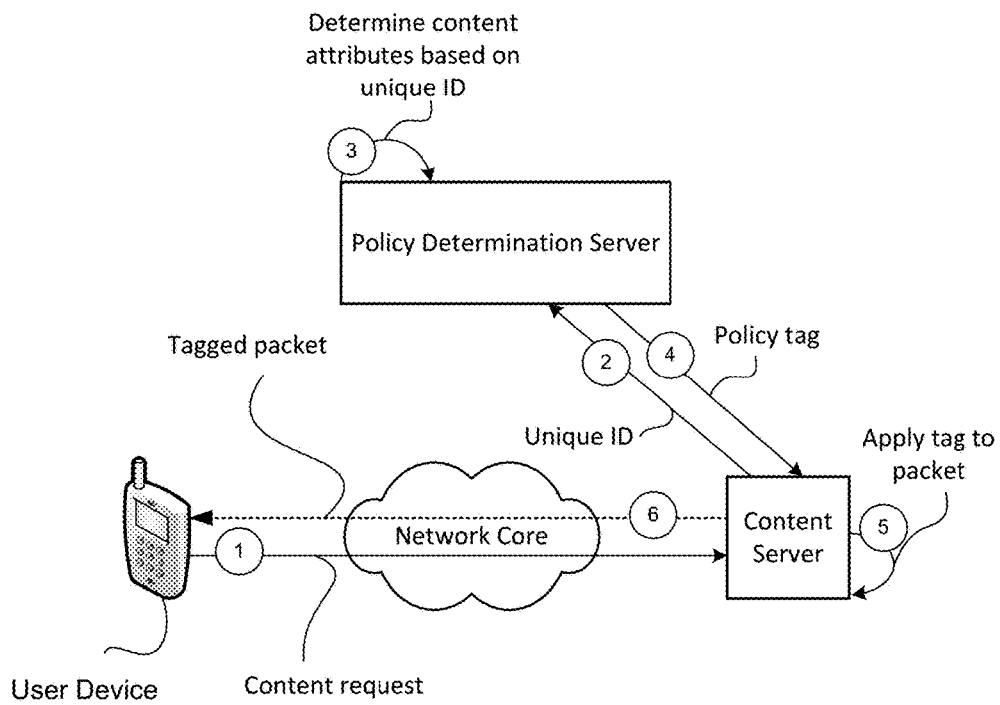 Determine content
attributes based on
unique ID
3
Policy Determination Server
Tagged packet
2
4
Policy tag
Unique ID
Apply tag to
packet
6
Network Core
Content
Server
5
1
User Device
Content request